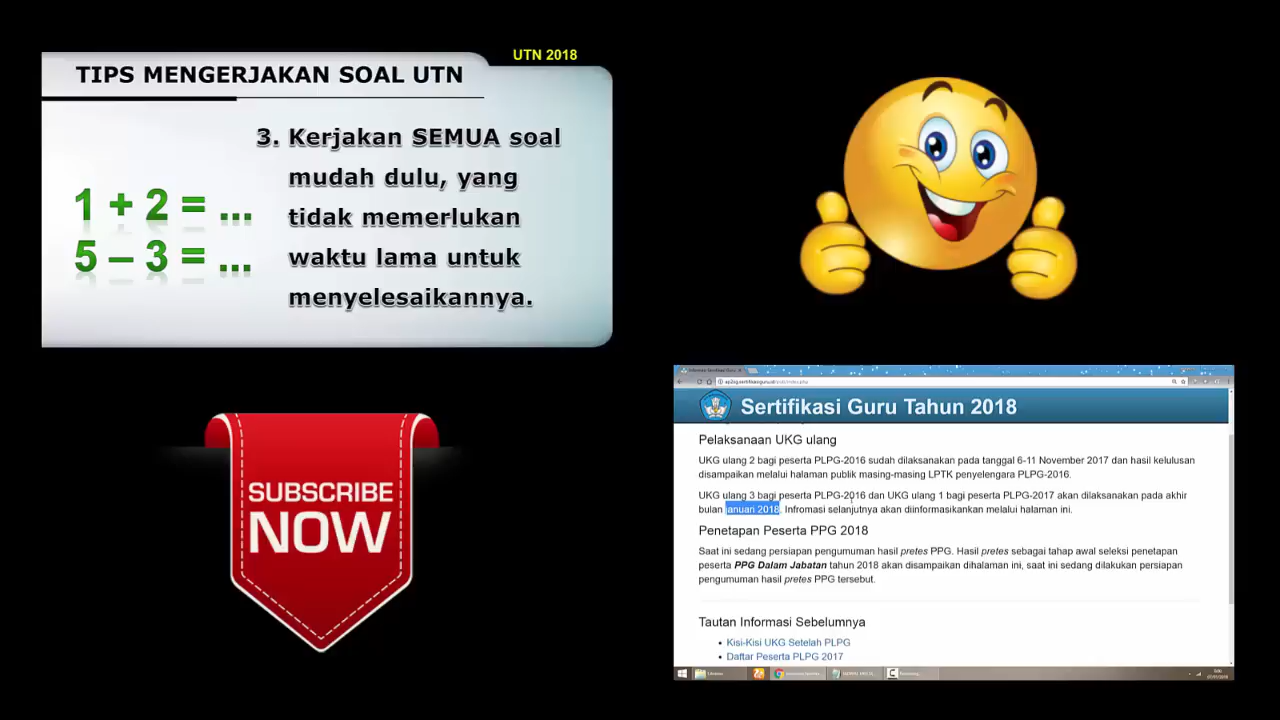 UTN 2018
TIPS MENGERJAKAN SOAL UTN
3. Kerjakan SEMUA soal
mudah dulu, yang
tidak memerlukan
waktu lama untuk
menyelesaikannya.
1 + 2 = ...
5 – 3 = ...
SUBSCRIBE
NOW
Sertifikasi Guru Tahun 2018
Pelaksanaan UKG ulang
UKG ulang 2 bagi peserta PLPG-2016 sudah dilaksanakan pada tanggal 6-11 November 2017 dan hasil kelulusan
disampaikan melalui halaman publik masing-masing LPTK penyelengara PLPG-2016.
UKG ulang 3 bagi peserta PLPG-2016 dan UKG ulang 1 bagi peserta PLPG-2017 akan dilaksanakan pada akhir
bulan januari 2018. Infromasi selanjutnya akan diinformasikankan melalui halaman ini.
Penetapan Peserta PPG 2018
Saat ini sedang persiapan pengumuman hasil pretes PPG. Hasil pretes sebagai tahap awal seleksi penetapan
peserta PPG Dalam Jabatan tahun 2018 akan disampaikan dihalaman ini, saat ini sedang dilakukan persiapan
pengumuman hasil pretes PPG tersebut.
Tautan Informasi Sebelumnya
• Kisi-Kisi UKG Setelah PLPG
• Daftar Peserta PLPG 2017